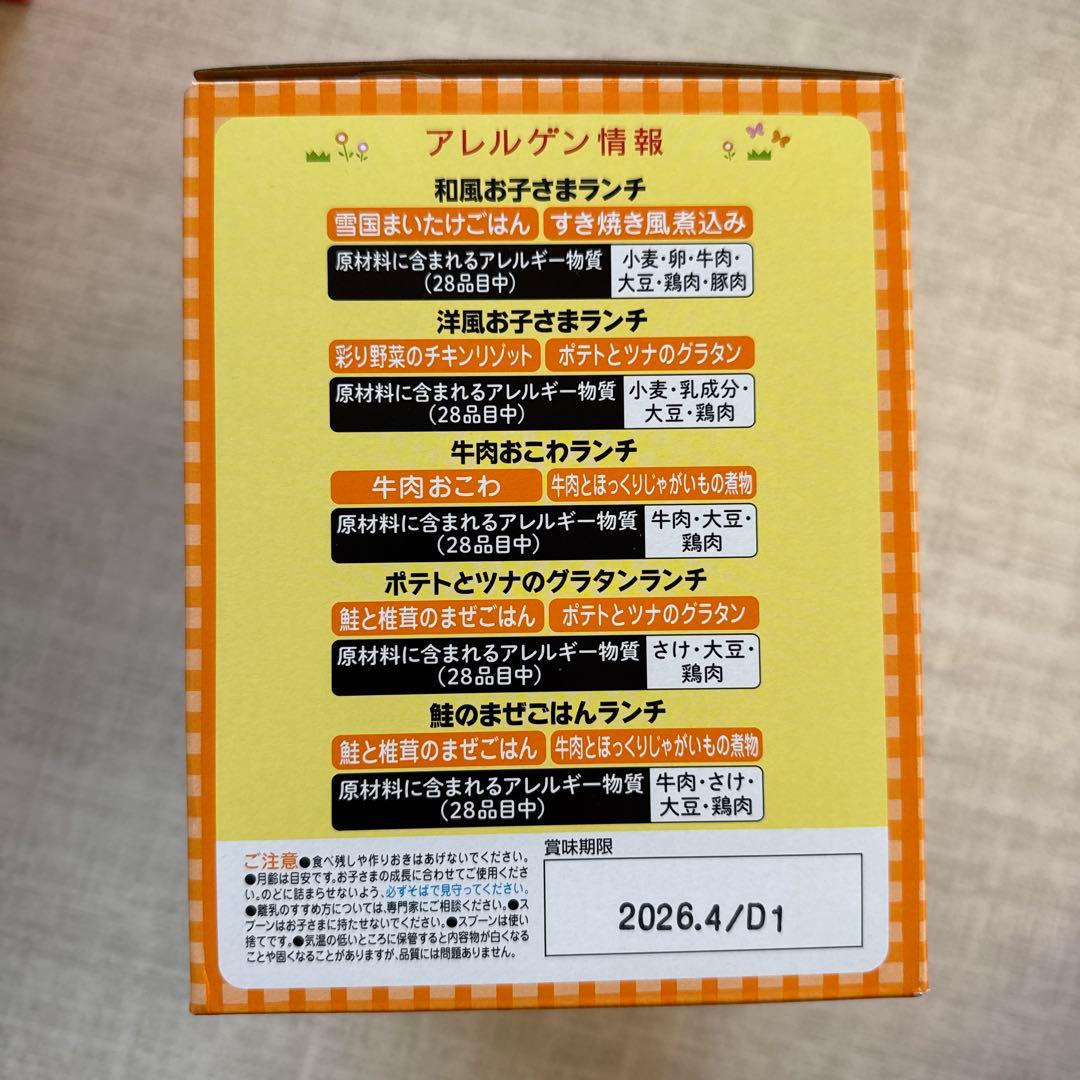 アレルゲン情報
和風お子さまランチ
雪国まいたけごはん すき焼き風煮込み
原材料に含まれるアレルギー物質
(28品目中)
小麦・卵・牛肉・
大豆・鶏肉・豚肉
洋風お子さまランチ
彩り野菜のチキンリゾット ポテトとツナのグラタン
原材料に含まれるアレルギー物質
(28品目中)
小麦・乳成分・
大豆・鶏肉
牛肉おこわランチ
牛肉おこわ 牛肉とほっくりじゃがいもの煮物
原材料に含まれるアレルギー物質
(28品目中)
牛肉・大豆・
鶏肉
ポテトとツナのグラタンランチ
鮭と椎茸のまぜごはん ポテトとツナのグラタン
原材料に含まれるアレルギー物質
(28品目中)
さけ・大豆・
鶏肉
鮭のまぜごはんランチ
鮭と椎茸のまぜごはん 牛肉とほっくりじゃがいもの煮物
原材料に含まれるアレルギー物質
(28品目中)
牛肉・さけ・
大豆・鶏肉
ご注意●食べ残しや作りおきはあげないでください。
●月齢は目安です。お子さまの成長に合わせてご使用くださ
い。のどに詰まらせないよう、必ずそばで見守ってください。
●離乳のすすめ方については、専門家にご相談ください。●ス
プーンはお子さまに持たせないでください。●スプーンは使い
捨てです。●気温の低いところに保管すると内容物が白くなる
ことや固くなることがありますが、品質には問題ありません。
賞味期限
2026.4/D1